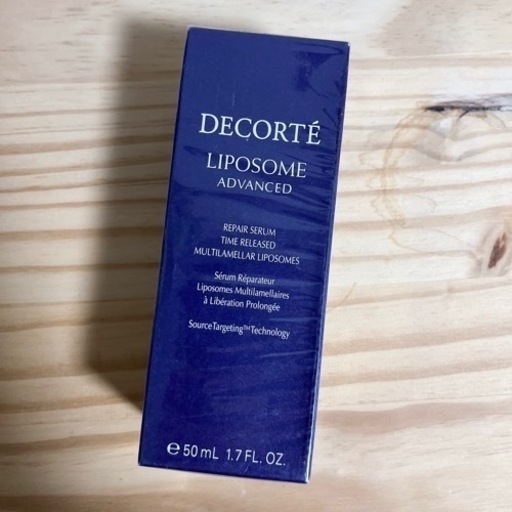 DECORTÉ
LIPOSOME
ADVANCED
REPAIR SERUM
TIME RELEASED
MULTILAMELLAR LIPOSOMES
Sérum Réparateur
Liposomes Multilamellaires
à Libération Prolongée
SourceTargeting™Technology
℮ 50 mL 1.7 FL. OZ.